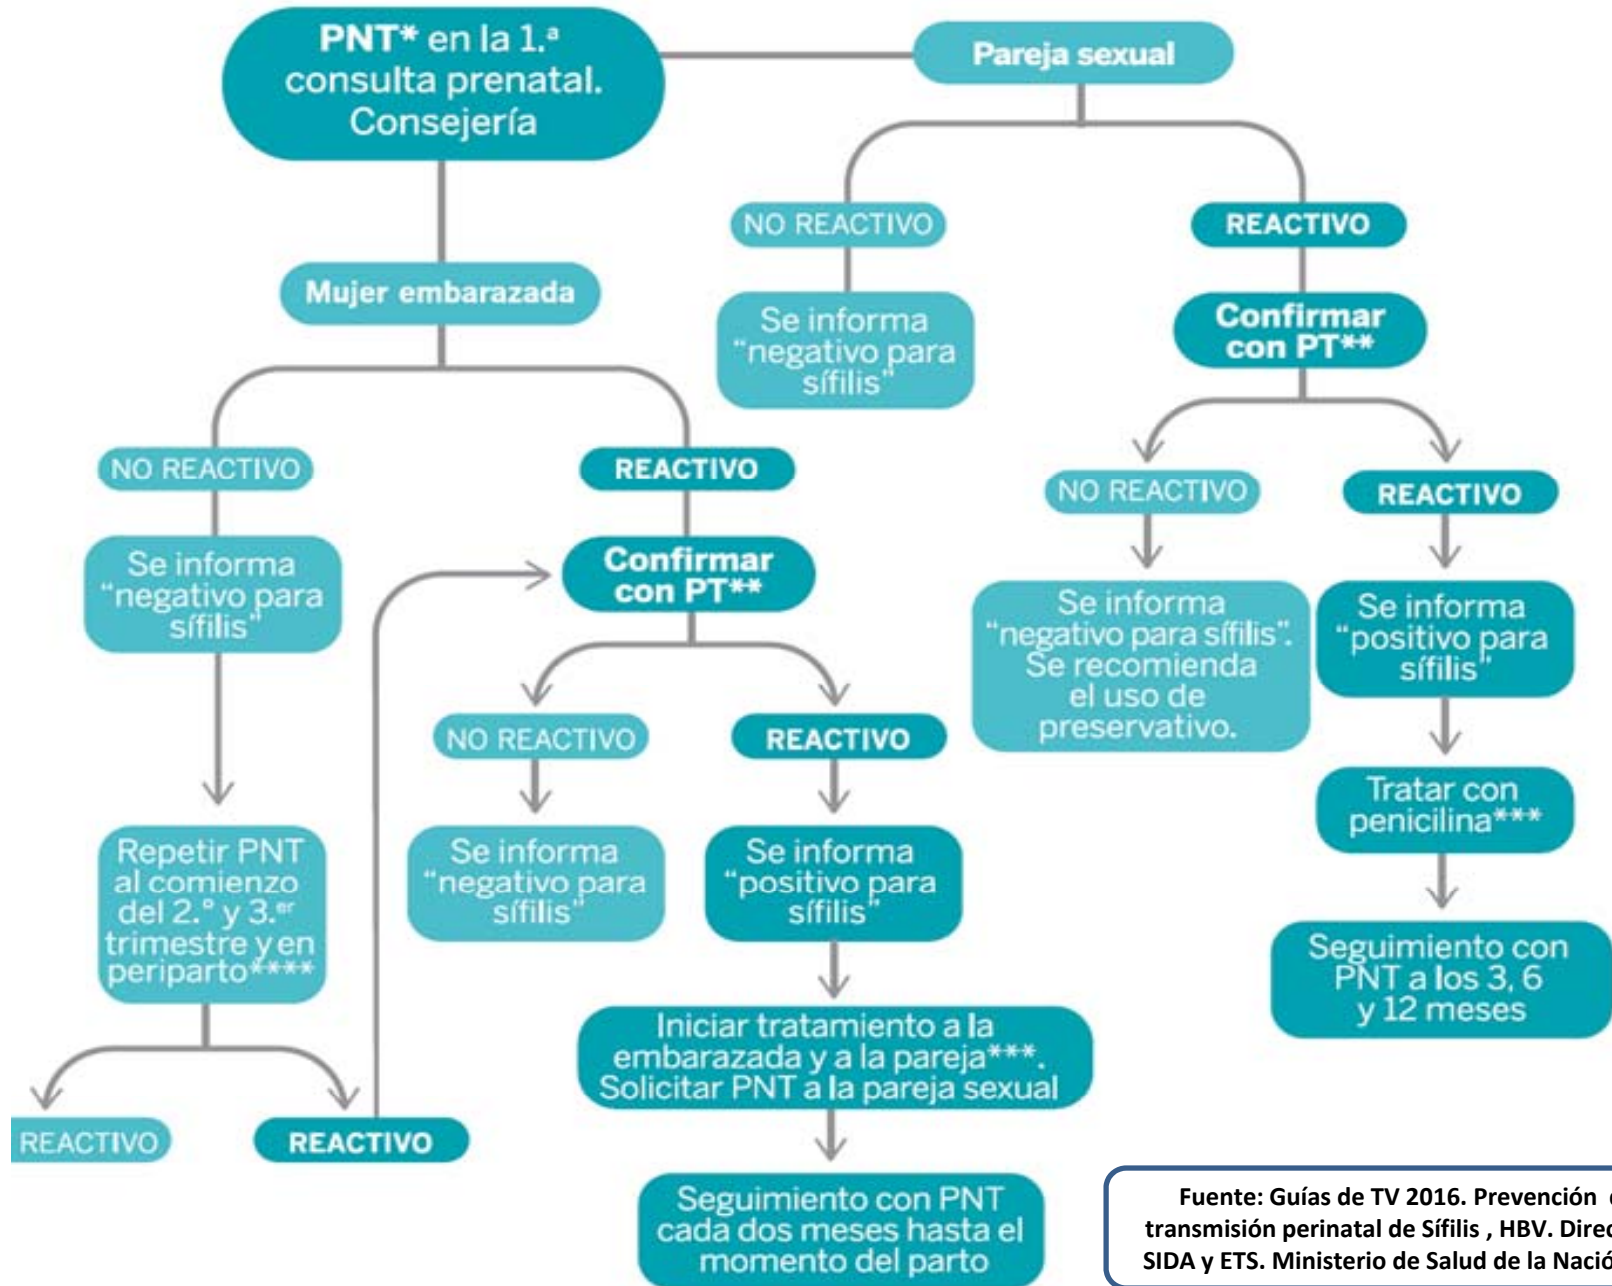 PNT* en la 1.ª
consulta prenatal.
Consejería
Pareja sexual
NO REACTIVO
REACTIVO
Se informa
“negativo para
sífilis”
Confirmar
con PT**
NO REACTIVO
REACTIVO
Se informa
“negativo para sífilis”.
Se recomienda
el uso de
preservativo.
Se informa
“positivo para
sífilis”
Tratar con
penicilina***
Seguimiento con
PNT a los 3, 6
y 12 meses
Mujer embarazada
NO REACTIVO
REACTIVO
Se informa
“negativo para
sífilis”
Confirmar
con PT**
Repetir PNT
al comienzo
del 2.º y 3.er
trimestre y en
periparto****
REACTIVO
REACTIVO
NO REACTIVO
REACTIVO
Se informa
“negativo para
sífilis”
Se informa
“positivo para
sífilis”
Iniciar tratamiento a la
embarazada y a la pareja***.
Solicitar PNT a la pareja sexual
Seguimiento con PNT
cada dos meses hasta el
momento del parto
Fuente: Guías de TV 2016. Prevención
transmisión perinatal de Sífilis , HBV.
SIDA y ETS. Ministerio de Salud de la